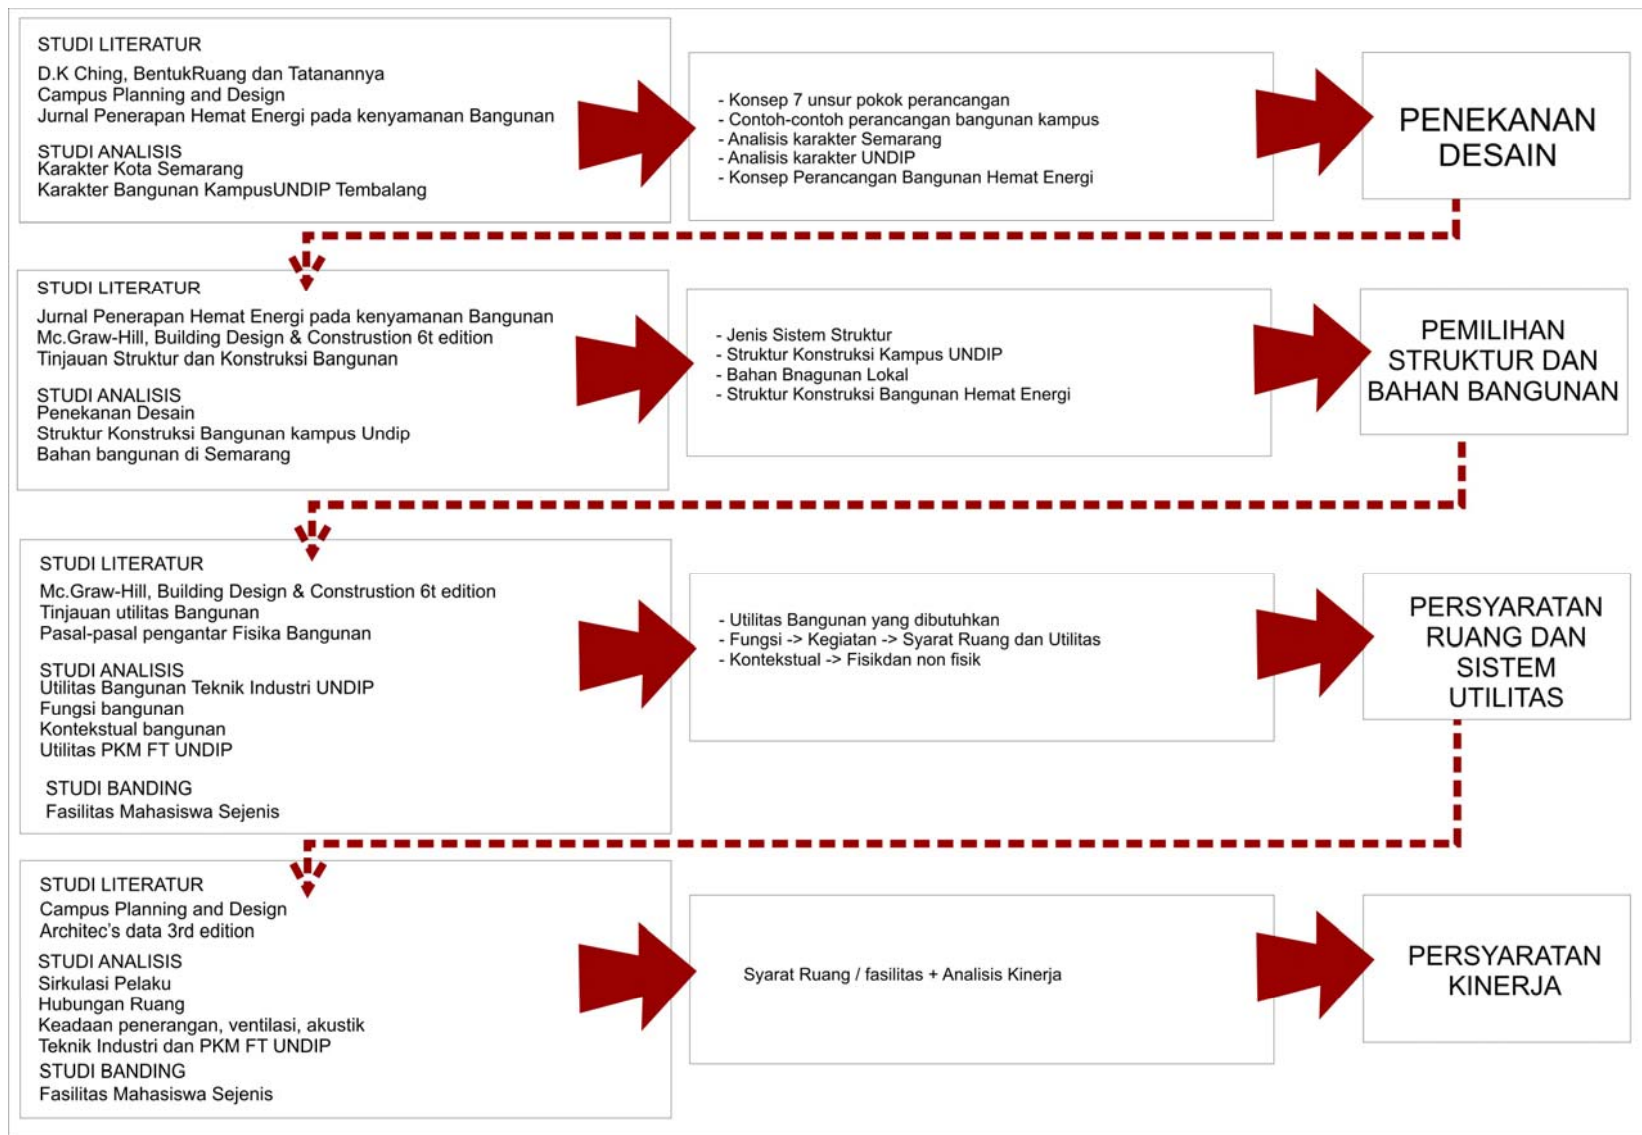 STUDI LITERATUR
D.K Ching, BentukRuang dan Tatanannya
Campus Planning and Design
Jurnal Penerapan Hemat Energi pada kenyamanan Bangunan
STUDI ANALISIS
Karakter Kota Semarang
Karakter Bangunan KampusUNDIP Tembalang
- Konsep 7 unsur pokok perancangan
- Contoh-contoh perancangan bangunan kampus
- Analisis karakter Semarang
- Analisis karakter UNDIP
- Konsep Perancangan Bangunan Hemat Energi
PENEKANAN
DESAIN
STUDI LITERATUR
Jurnal Penerapan Hemat Energi pada kenyamanan Bangunan
Mc.Graw-Hill, Building Design & Construstion 6t edition
Tinjauan Struktur dan Konstruksi Bangunan
STUDI ANALISIS
Penekanan Desain
Struktur Konstruksi Bangunan kampus Undip
Bahan bangunan di Semarang
- Jenis Sistem Struktur
- Struktur Konstruksi Kampus UNDIP
- Bahan Bnagunan Lokal
- Struktur Konstruksi Bangunan Hemat Energi
PEMILIHAN
STRUKTUR DAN
BAHAN BANGUNAN
STUDI LITERATUR
Mc.Graw-Hill, Building Design & Construstion 6t edition
Tinjauan utilitas Bangunan
Pasal-pasal pengantar Fisika Bangunan
STUDI ANALISIS
Utilitas Bangunan Teknik Industri UNDIP
Fungsi bangunan
Kontekstual bangunan
Utilitas PKM FT UNDIP
STUDI BANDING
Fasilitas Mahasiswa Sejenis
- Utilitas Bangunan yang dibutuhkan
- Fungsi -> Kegiatan -> Syarat Ruang dan Utilitas
- Kontekstual -> Fisikdan non fisik
PERSYARATAN
RUANG DAN
SISTEM
UTILITAS
STUDI LITERATUR
Campus Planning and Design
Architec's data 3rd edition
STUDI ANALISIS
Sirkulasi Pelaku
Hubungan Ruang
Keadaan penerangan, ventilasi, akustik
Teknik Industri dan PKM FT UNDIP
STUDI BANDING
Fasilitas Mahasiswa Sejenis
Syarat Ruang / fasilitas + Analisis Kinerja
PERSYARATAN
KINERJA